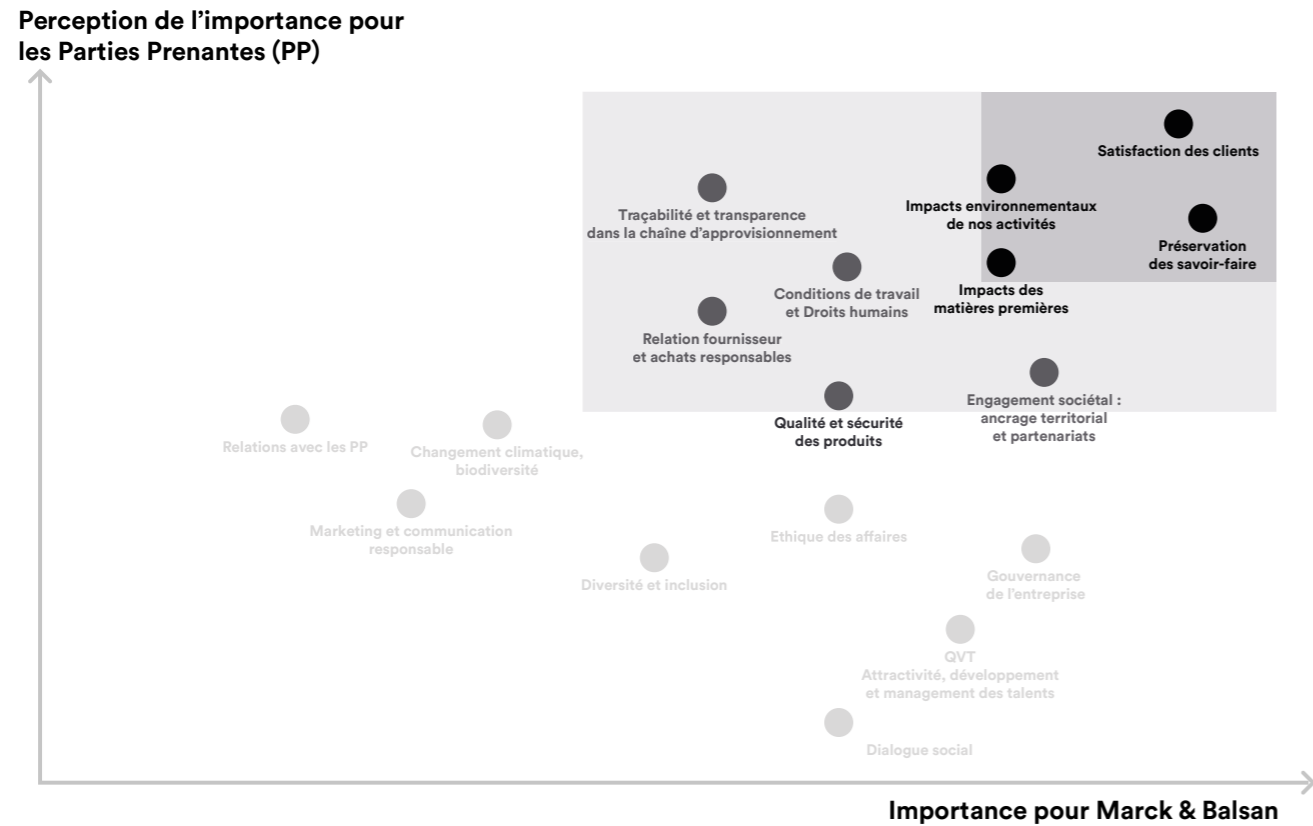 Perception de l’importance pour
les Parties Prenantes (PP)
Satisfaction des clients
Impacts environnementaux
de nos activités
Traçabilité et transparence
dans la chaîne d’approvisionnement
Préservation
des savoir-faire
Conditions de travail
et Droits humains
Impacts des
matières premières
Relation fournisseur
et achats responsables
Engagement sociétal :
ancrage territorial
et partenariats
Qualité et sécurité
des produits
Relations avec les PP
Changement climatique,
biodiversité
Marketing et communication
responsable
Ethique des affaires
Diversité et inclusion
Gouvernance
de l’entreprise
QVT
Attractivité, développement
et management des talents
Dialogue social
Importance pour Marck & Balsan